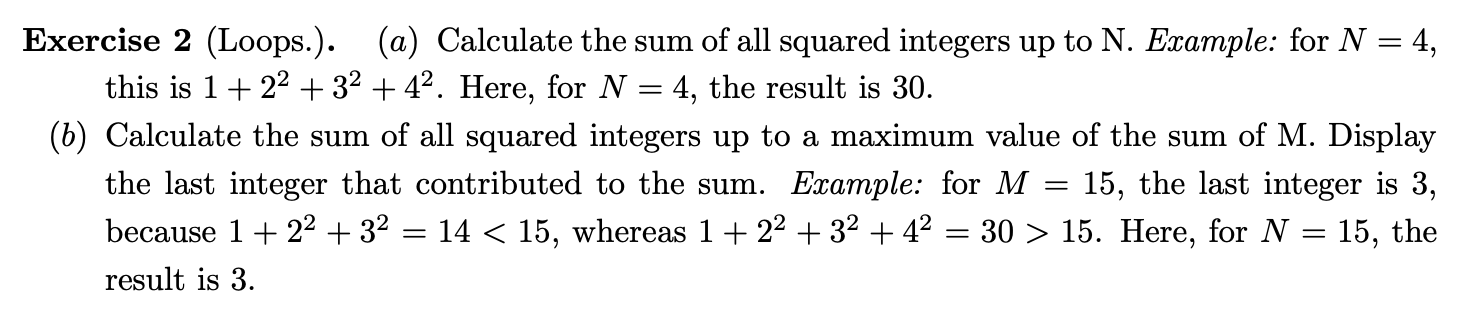 Exercise 2 (Loops.). (a) Calculate the sum of all squared integers up to N. Example: for N = 4,
this is 1 + 2² + 3² + 4². Here, for N = 4, the result is 30.
(b) Calculate the sum of all squared integers up to a maximum value of the sum of M. Display
the last integer that contributed to the sum. Example: for M = 15, the last integer is 3,
because 1 + 2² + 3² = 14 < 15, whereas 1 + 2² + 3² + 4² = 30 > 15. Here, for N = 15, the
result is 3.